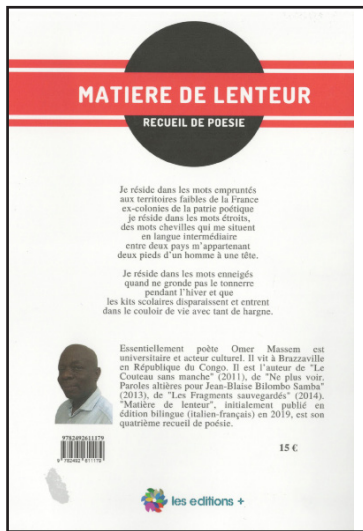 MATIERE DE LENTEUR
RECUEIL DE POESIE
Je réside dans les mots empruntés
aux territoires faibles de la France
ex-colonies de la patrie poétique
je réside dans les mots étroits,
des mots chevilles qui me situent
en langue intermédiaire
entre deux pays m'appartenant
deux pieds d'un homme à une tête.
Je réside dans les mots enneigés
quand ne gronde pas le tonnerre
pendant l'hiver et que
les kits scolaires disparaissent et entrent
dans le couloir de vie avec tant de hargne.
Essentiellement poète Omer Massem est
universitaire et acteur culturel. Il vit à Brazzaville
en République du Congo. Il est l'auteur de "Le
Couteau sans manche" (2011), de "Ne plus voir.
Paroles altières pour Jean-Blaise Bilombo Samba"
(2013), de "Les Fragments sauvegardés" (2014).
"Matière de lenteur", initialement publié en
édition bilingue (italien-français) en 2019, est son
quatrième recueil de poésie.
9782492611179
9 782492 611179
15 €
les editions +